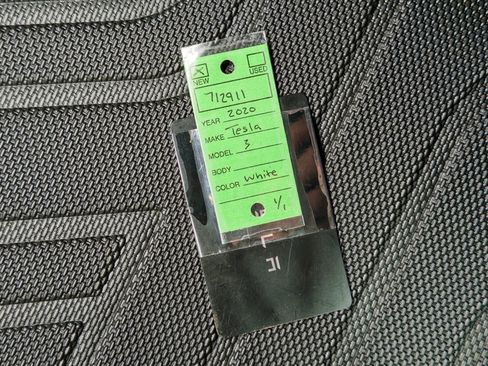 NEW USED
712911
YEAR 2020
MAKE Tesla
MODEL 3
BODY
COLOR White
1/1